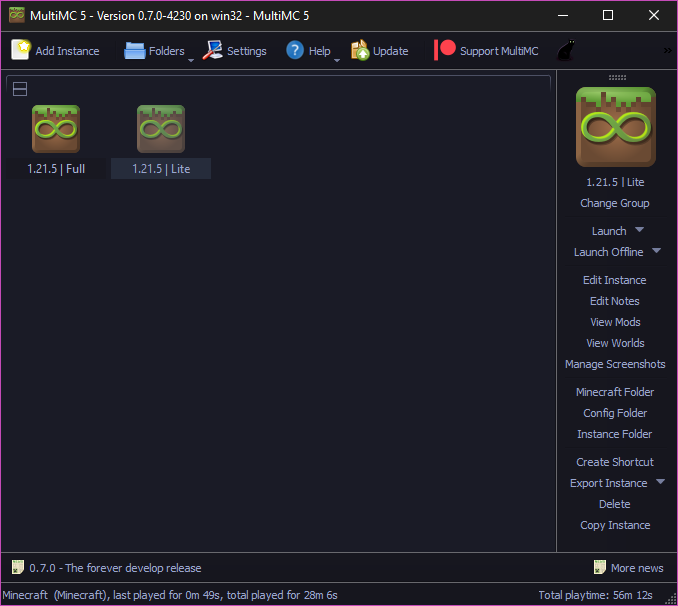 MultiMC 5 - Version 0.7.0-4230 on win32 - MultiMC 5
Add Instance Folders Settings Help Update Support MultiMC »
1.21.5 | Full 1.21.5 | Lite
1.21.5 | Lite
Change Group
Launch
Launch Offline
Edit Instance
Edit Notes
View Mods
View Worlds
Manage Screenshots
Minecraft Folder
Config Folder
Instance Folder
Create Shortcut
Export Instance
Delete
Copy Instance
0.7.0 - The forever develop release More news
Minecraft (Minecraft), last played for 0m 49s, total played for 28m 6s Total playtime: 56m 12s